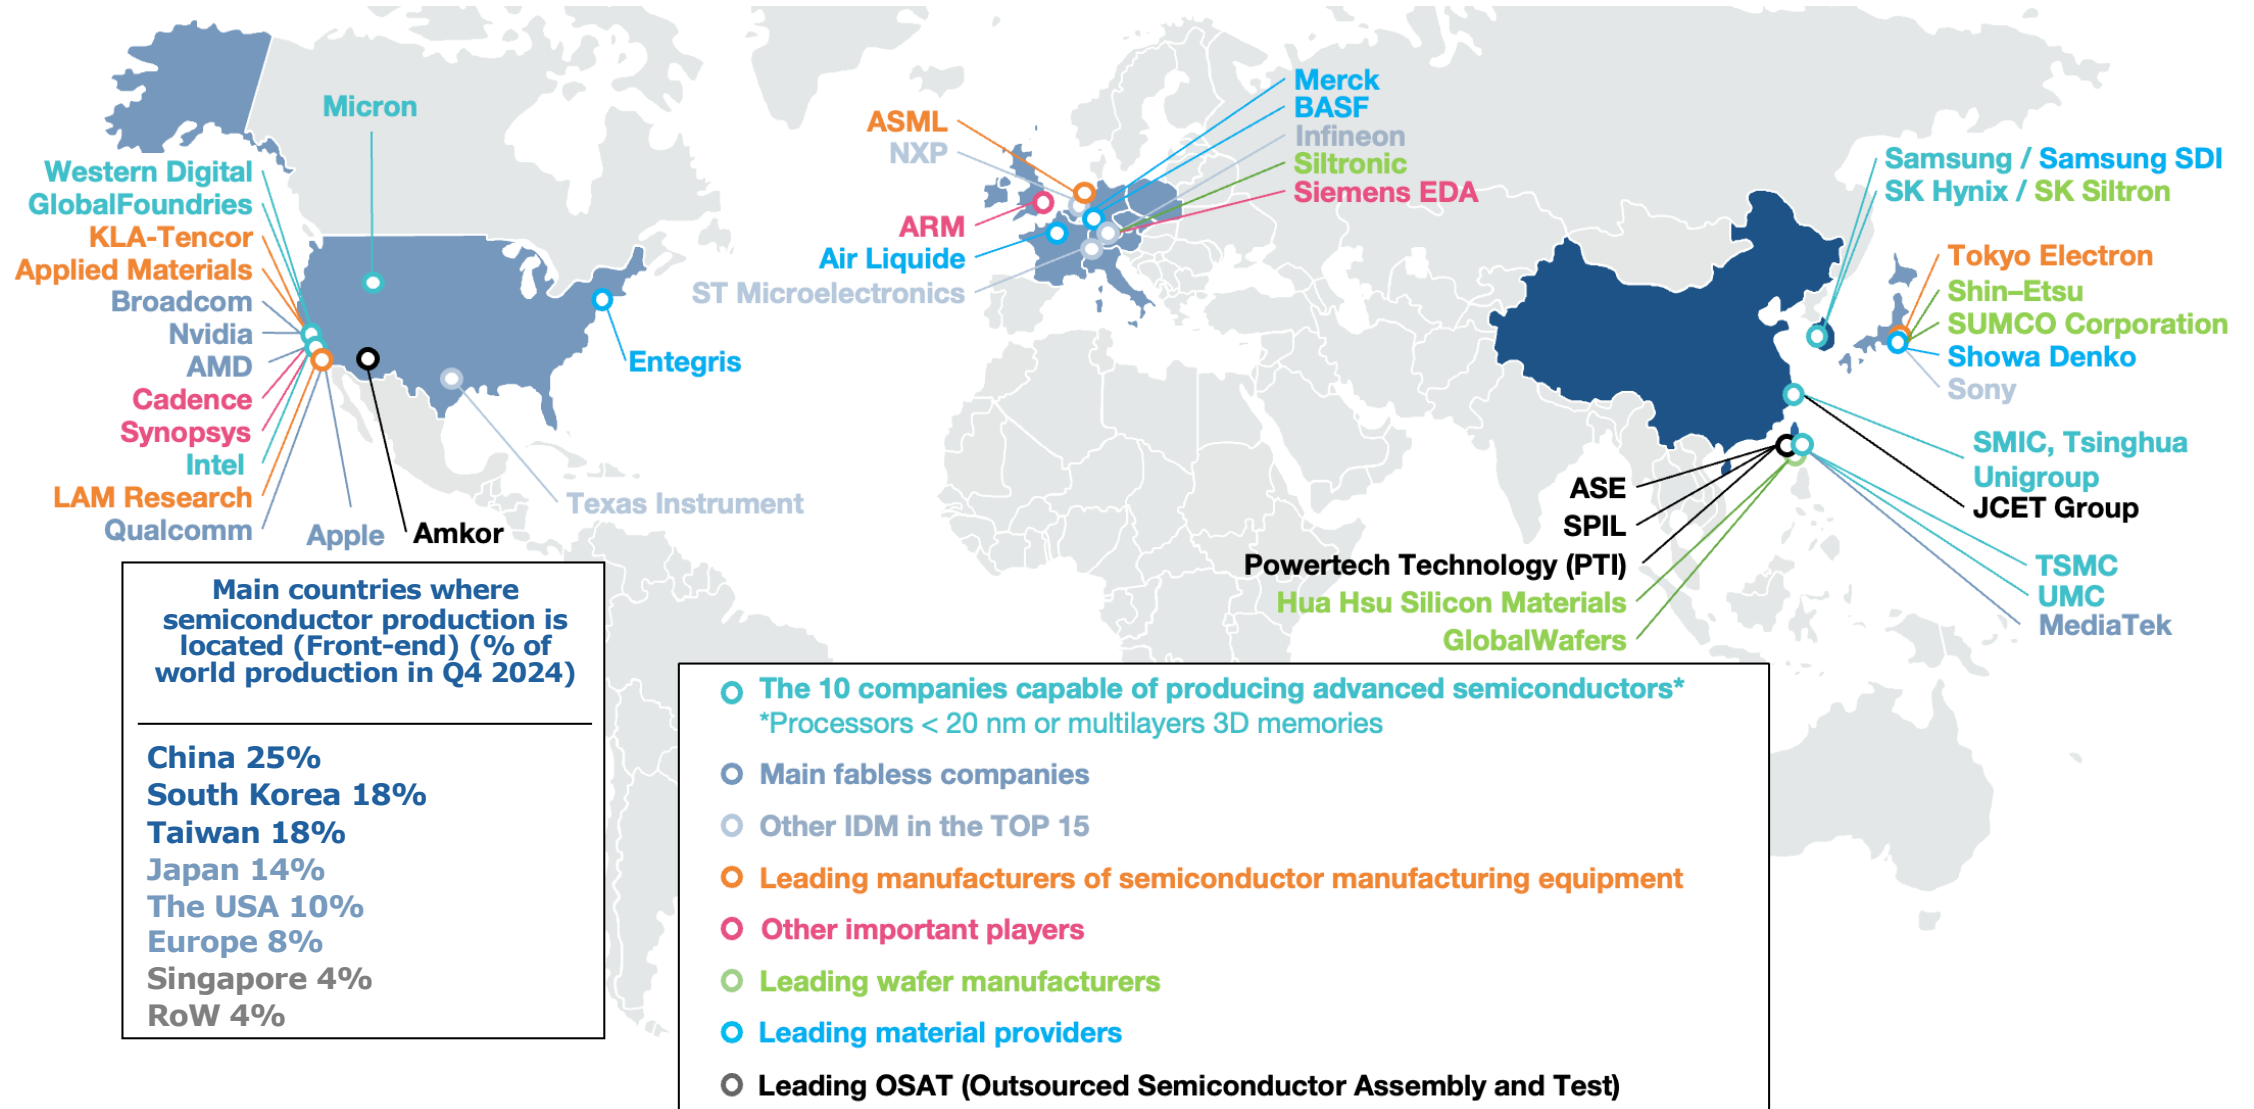 Micron
Western Digital
GlobalFoundries
KLA-Tencor
Applied Materials
Broadcom
Nvidia
AMD
Cadence
Synopsys
Intel
LAM Research
Qualcomm
Apple
Amkor
Texas Instrument
Entegris
ASML
NXP
ARM
Air Liquide
ST Microelectronics
Merck
BASF
Infineon
Siltronic
Siemens EDA
Samsung / Samsung SDI
SK Hynix / SK Siltron
Tokyo Electron
Shin–Etsu
SUMCO Corporation
Showa Denko
Sony
SMIC, Tsinghua
Unigroup
JCET Group
TSMC
UMC
MediaTek
ASE
SPIL
Powertech Technology (PTI)
Hua Hsu Silicon Materials
GlobalWafers
Main countries where
semiconductor production is
located (Front-end) (% of
world production in Q4 2024)
China 25%
South Korea 18%
Taiwan 18%
Japan 14%
The USA 10%
Europe 8%
Singapore 4%
RoW 4%
The 10 companies capable of producing advanced semiconductors*
*Processors < 20 nm or multilayers 3D memories
Main fabless companies
Other IDM in the TOP 15
Leading manufacturers of semiconductor manufacturing equipment
Other important players
Leading wafer manufacturers
Leading material providers
Leading OSAT (Outsourced Semiconductor Assembly and Test)